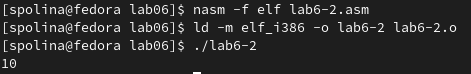 [spolina@fedora lab06]$ nasm -f elf lab6-2.asm
[spolina@fedora lab06]$ ld -m elf_i386 -o lab6-2 lab6-2.o
[spolina@fedora lab06]$ ./lab6-2
10